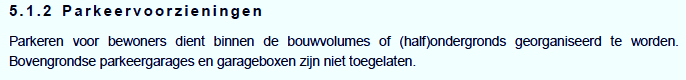 5.1.2 Parkeervoorzieningen
Parkeren voor bewoners dient binnen de bouwvolumes of (half)ondergronds georganiseerd te worden.
Bovengrondse parkeergarages en garageboxen zijn niet toegelaten.